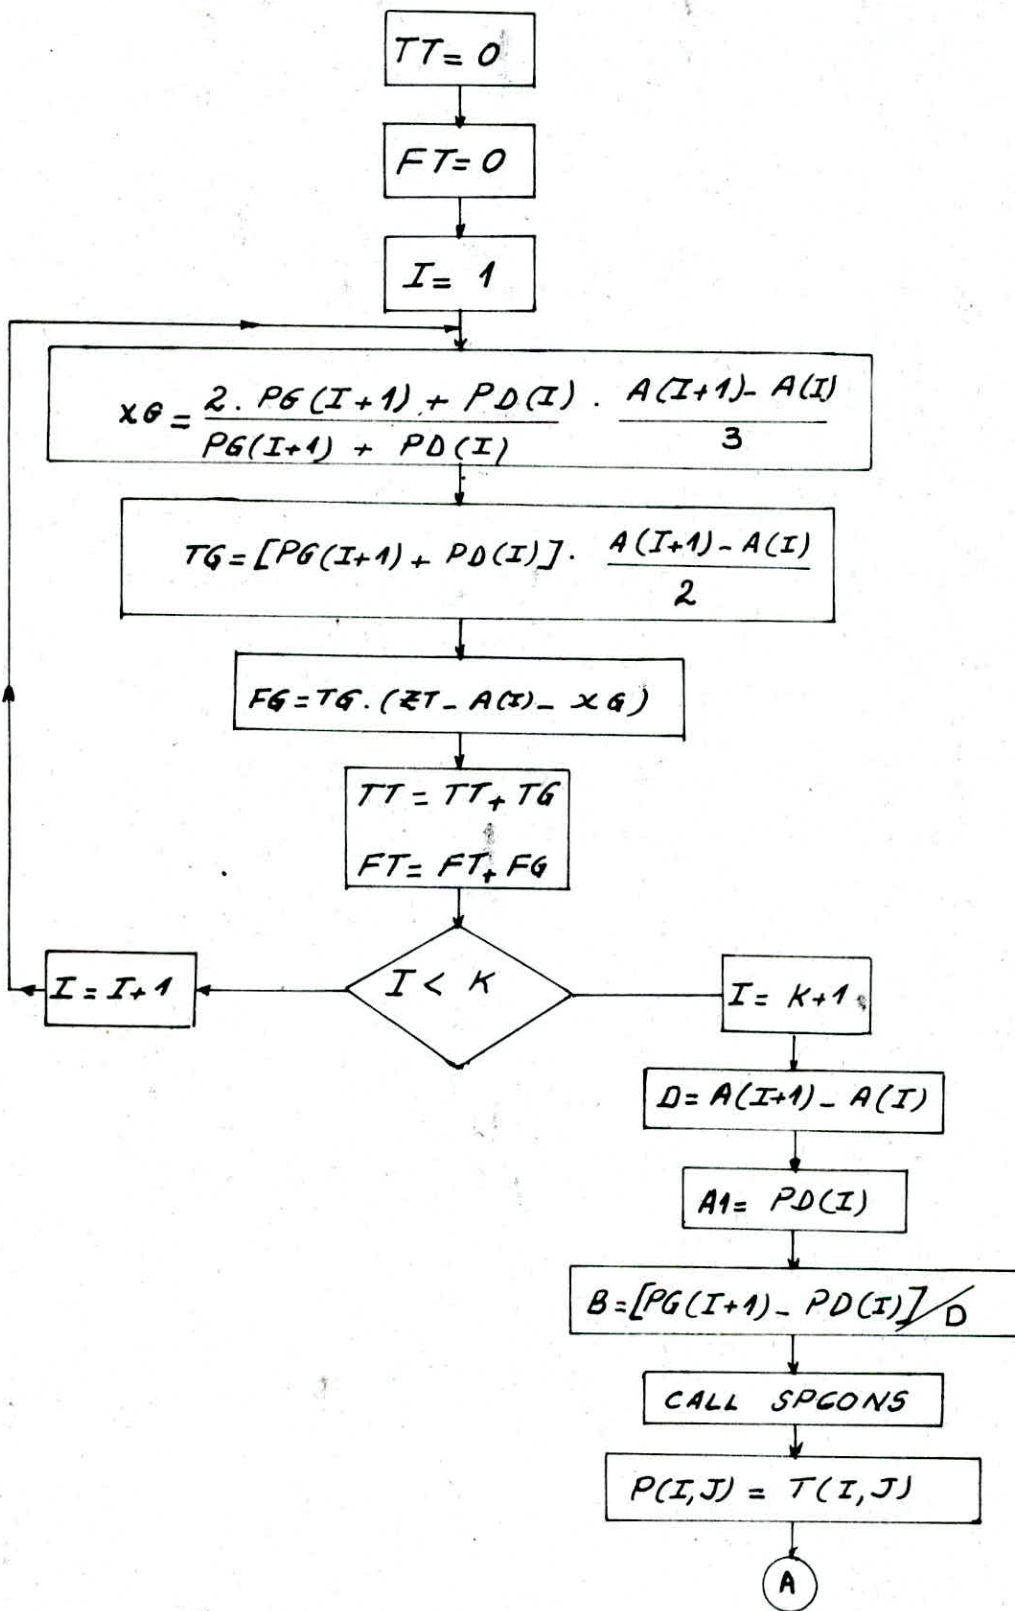 TT= 0
FT= 0
I= 1
XG = 2. PG(I+1) + PD(I) / PG(I+1) + PD(I) . A(I+1)- A(I) / 3
TG=[PG(I+1) + PD(I)]. A(I+1)- A(I) / 2
FG=TG.(ZT- A(I)- XG)
TT= TT+ TG
FT= FT+ FG
I = I+1
I < K
I= K+1
D= A(I+1)- A(I)
A1= PD(I)
B=[PG(I+1)- PD(I)]/D
CALL SPGONS
P(I,J) = T(I,J)
A